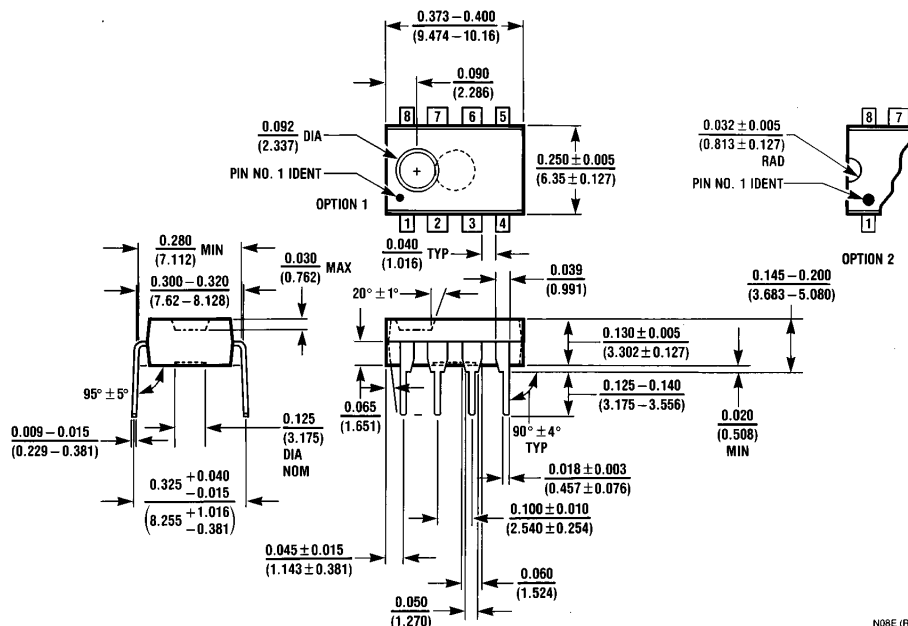 0.373 – 0.400
(9.474 – 10.16)
0.090
(2.286)
8 7 6 5
0.092
(2.337)
DIA
PIN NO. 1 IDENT
OPTION 1
0.250 ± 0.005
(6.35 ± 0.127)
1 2 3 4
0.032 ± 0.005
(0.813 ± 0.127)
RAD
PIN NO. 1 IDENT
8 7
1
OPTION 2
0.280
(7.112)
MIN
0.030
(0.762)
MAX
0.300 – 0.320
(7.62 – 8.128)
0.040
(1.016)
TYP
0.039
(0.991)
20° ± 1°
0.145 – 0.200
(3.683 – 5.080)
0.130 ± 0.005
(3.302 ± 0.127)
95° ± 5°
0.065
(1.651)
0.125 – 0.140
(3.175 – 3.556)
90° ± 4°
TYP
0.020
(0.508)
MIN
0.009 – 0.015
(0.229 – 0.381)
0.125
(3.175)
DIA
NOM
0.018 ± 0.003
(0.457 ± 0.076)
0.325 +0.040
-0.015
(8.255 +1.016
-0.381)
0.100 ± 0.010
(2.540 ± 0.254)
0.045 ± 0.015
(1.143 ± 0.381)
0.060
(1.524)
0.050
(1.270)
N08E (R